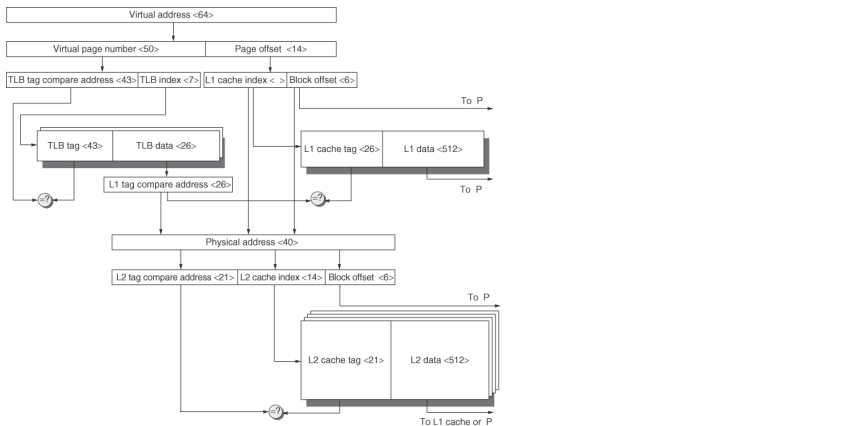 Virtual address <64>
Virtual page number <50> Page offset <14>
TLB tag compare address <43> TLB index <7> L1 cache index < > Block offset <6>
To P
TLB tag <43> TLB data <26> L1 cache tag <26> L1 data <512>
L1 tag compare address <26>
To P
=? =?
Physical address <40>
L2 tag compare address <21> L2 cache index <14> Block offset <6>
To P
L2 cache tag <21> L2 data <512>
=?
To L1 cache or P